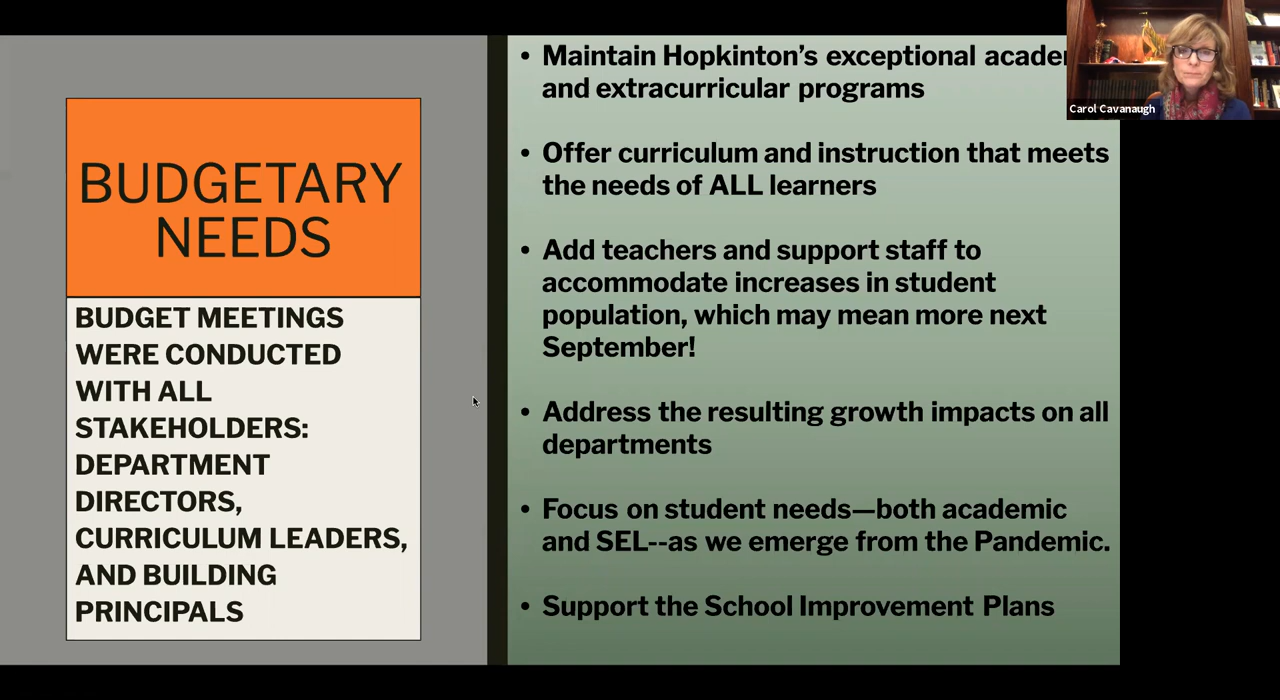 BUDGETARY
NEEDS
BUDGET MEETINGS
WERE CONDUCTED
WITH ALL
STAKEHOLDERS:
DEPARTMENT
DIRECTORS,
CURRICULUM LEADERS,
AND BUILDING
PRINCIPALS
• Maintain Hopkinton’s exceptional
and extracurricular programs
• Offer curriculum and instruction that meets
the needs of ALL learners
• Add teachers and support staff to
accommodate increases in student
population, which may mean more next
September!
• Address the resulting growth impacts on all
departments
• Focus on student needs—both academic
and SEL--as we emerge from the Pandemic.
• Support the School Improvement Plans
Carol Cavanaugh